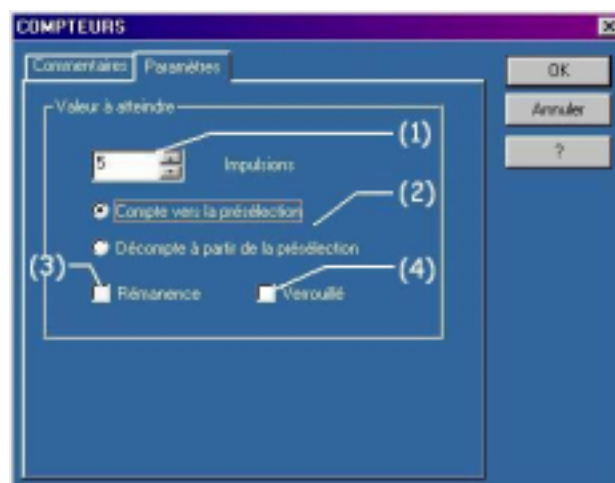 COMPTEURS
Commentaires
Paramètres
OK
Annuler
?
Valeur à atteindre
(1)
5
Impulsions
(2)
Compte vers la présélection
Décompte à partir de la présélection
(3)
(4)
Rémanence
Verrouillé